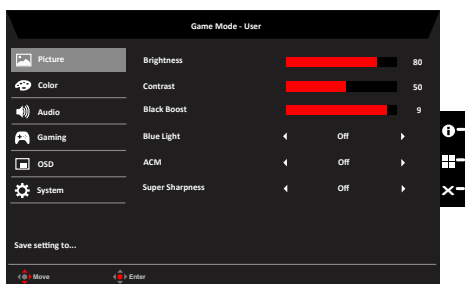 Game Mode - User
Picture
Brightness 80
Color
Contrast 50
Audio
Black Boost 9
Gaming
Blue Light Off
OSD
ACM Off
System
Super Sharpness Off
Save setting to...
Move Enter